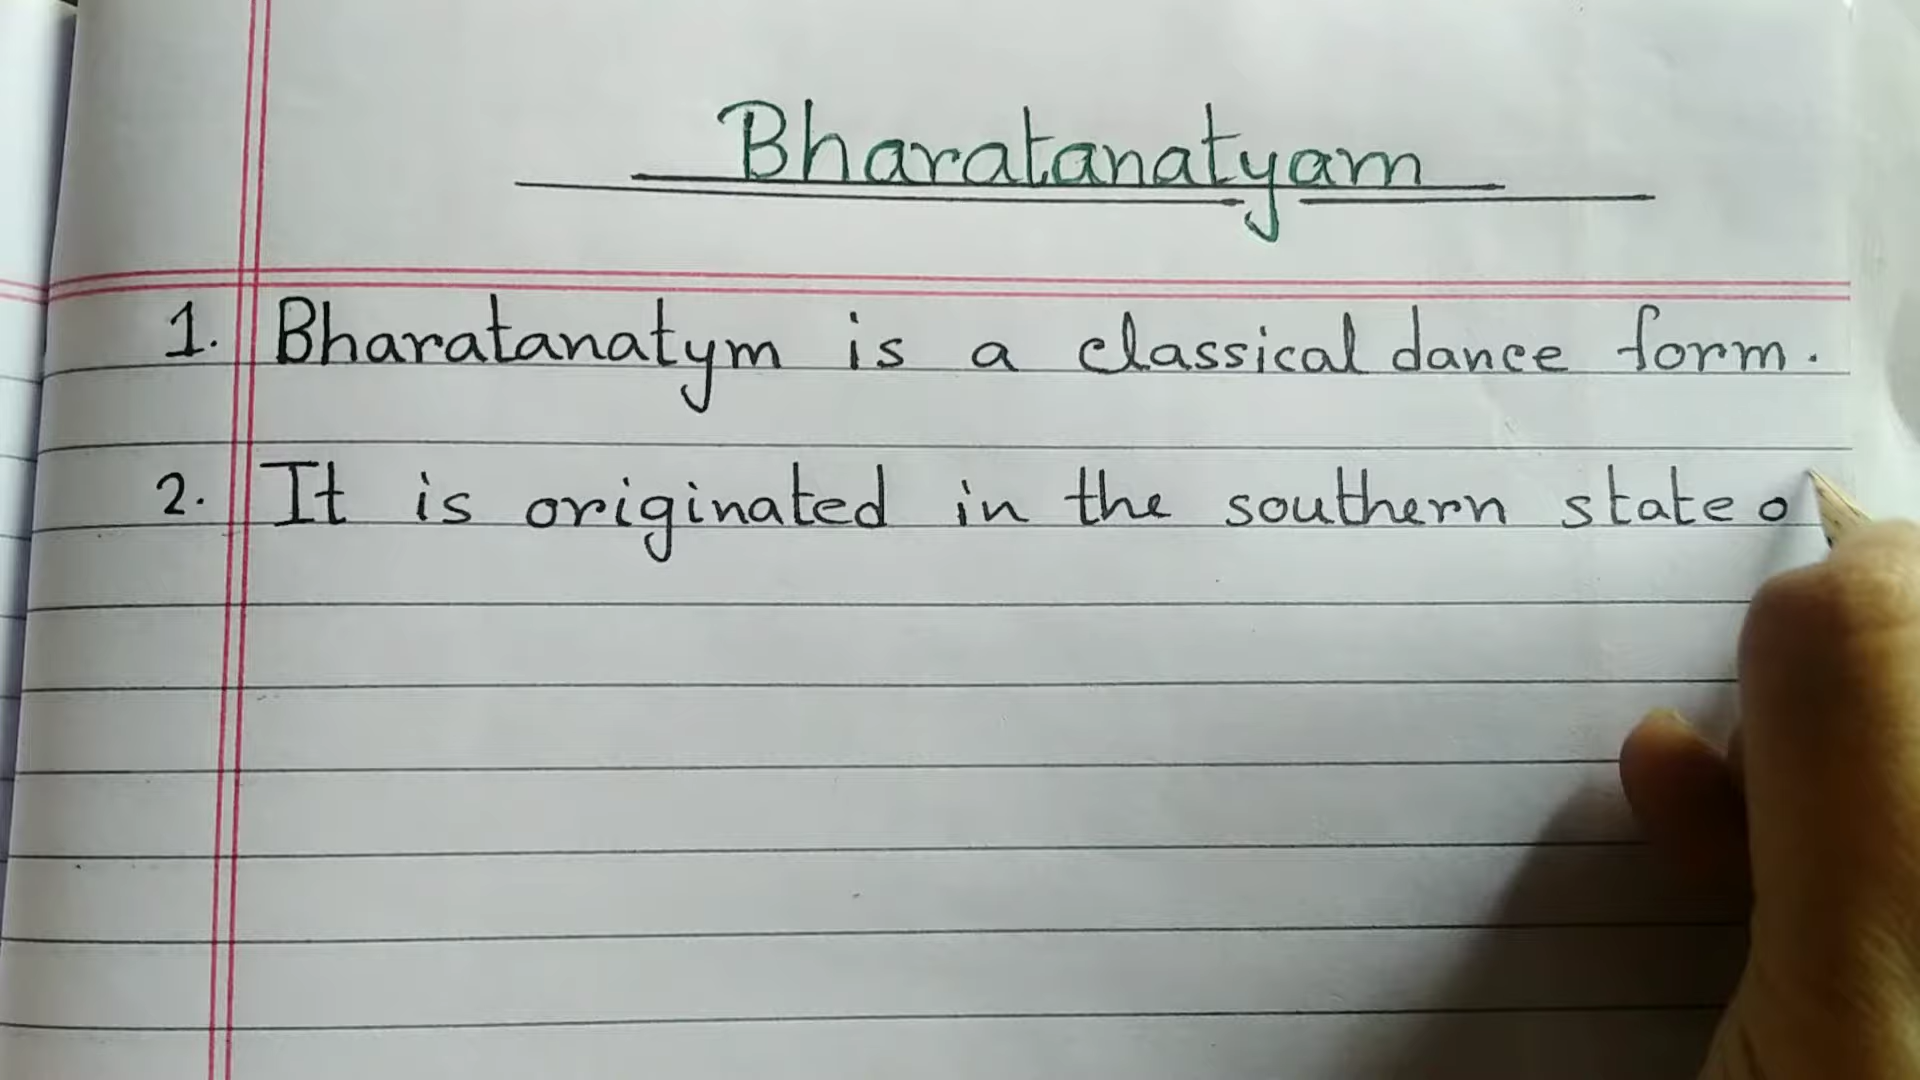 Bharatanatyam
1. Bharatanatym is a classical dance form.
2. It is originated in the southern state o